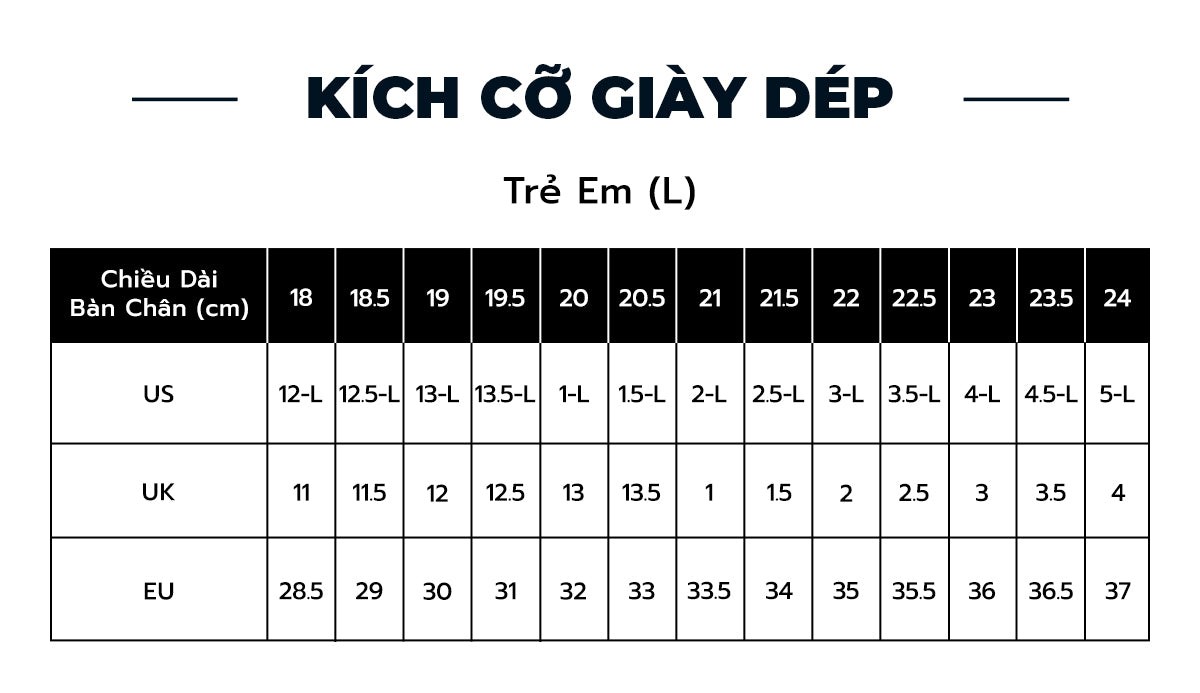 KÍCH CỠ GIÀY DÉP
Trẻ Em (L)
Chiều Dài
Bàn Chân (cm) 18 18.5 19 19.5 20 20.5 21 21.5 22 22.5 23 23.5 24
US 12-L 12.5-L 13-L 13.5-L 1-L 1.5-L 2-L 2.5-L 3-L 3.5-L 4-L 4.5-L 5-L
UK 11 11.5 12 12.5 13 13.5 1 1.5 2 2.5 3 3.5 4
EU 28.5 29 30 31 32 33 33.5 34 35 35.5 36 36.5 37